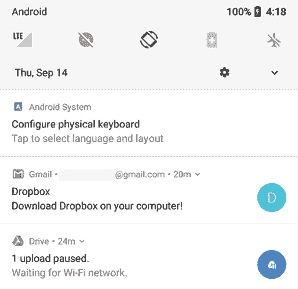 Android 100% 4:18
LTE
Thu, Sep 14
Android System
Configure physical keyboard
Tap to select language and layout
Gmail • @gmail.com • 20m
Dropbox
Download Dropbox on your computer!
D
Drive • 24m
1 upload paused.
Waiting for Wi-Fi network.